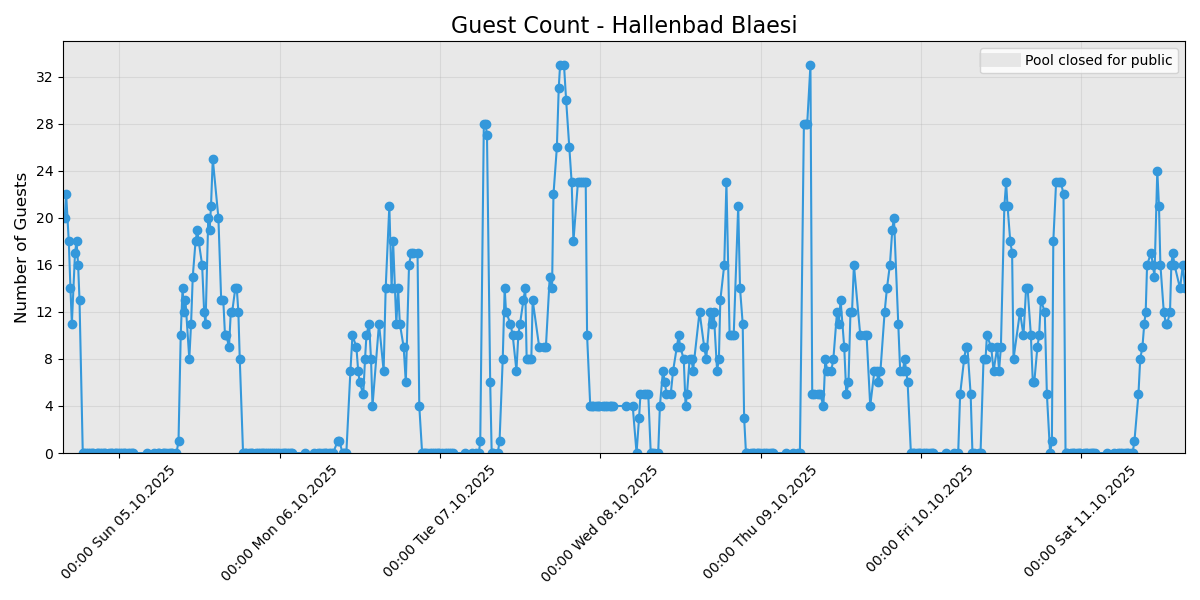 Guest Count - Hallenbad Blaesi
Pool closed for public
Number of Guests
32
28
24
20
16
12
8
4
0
00:00 Sun 05.10.2025
00:00 Mon 06.10.2025
00:00 Tue 07.10.2025
00:00 Wed 08.10.2025
00:00 Thu 09.10.2025
00:00 Fri 10.10.2025
00:00 Sat 11.10.2025